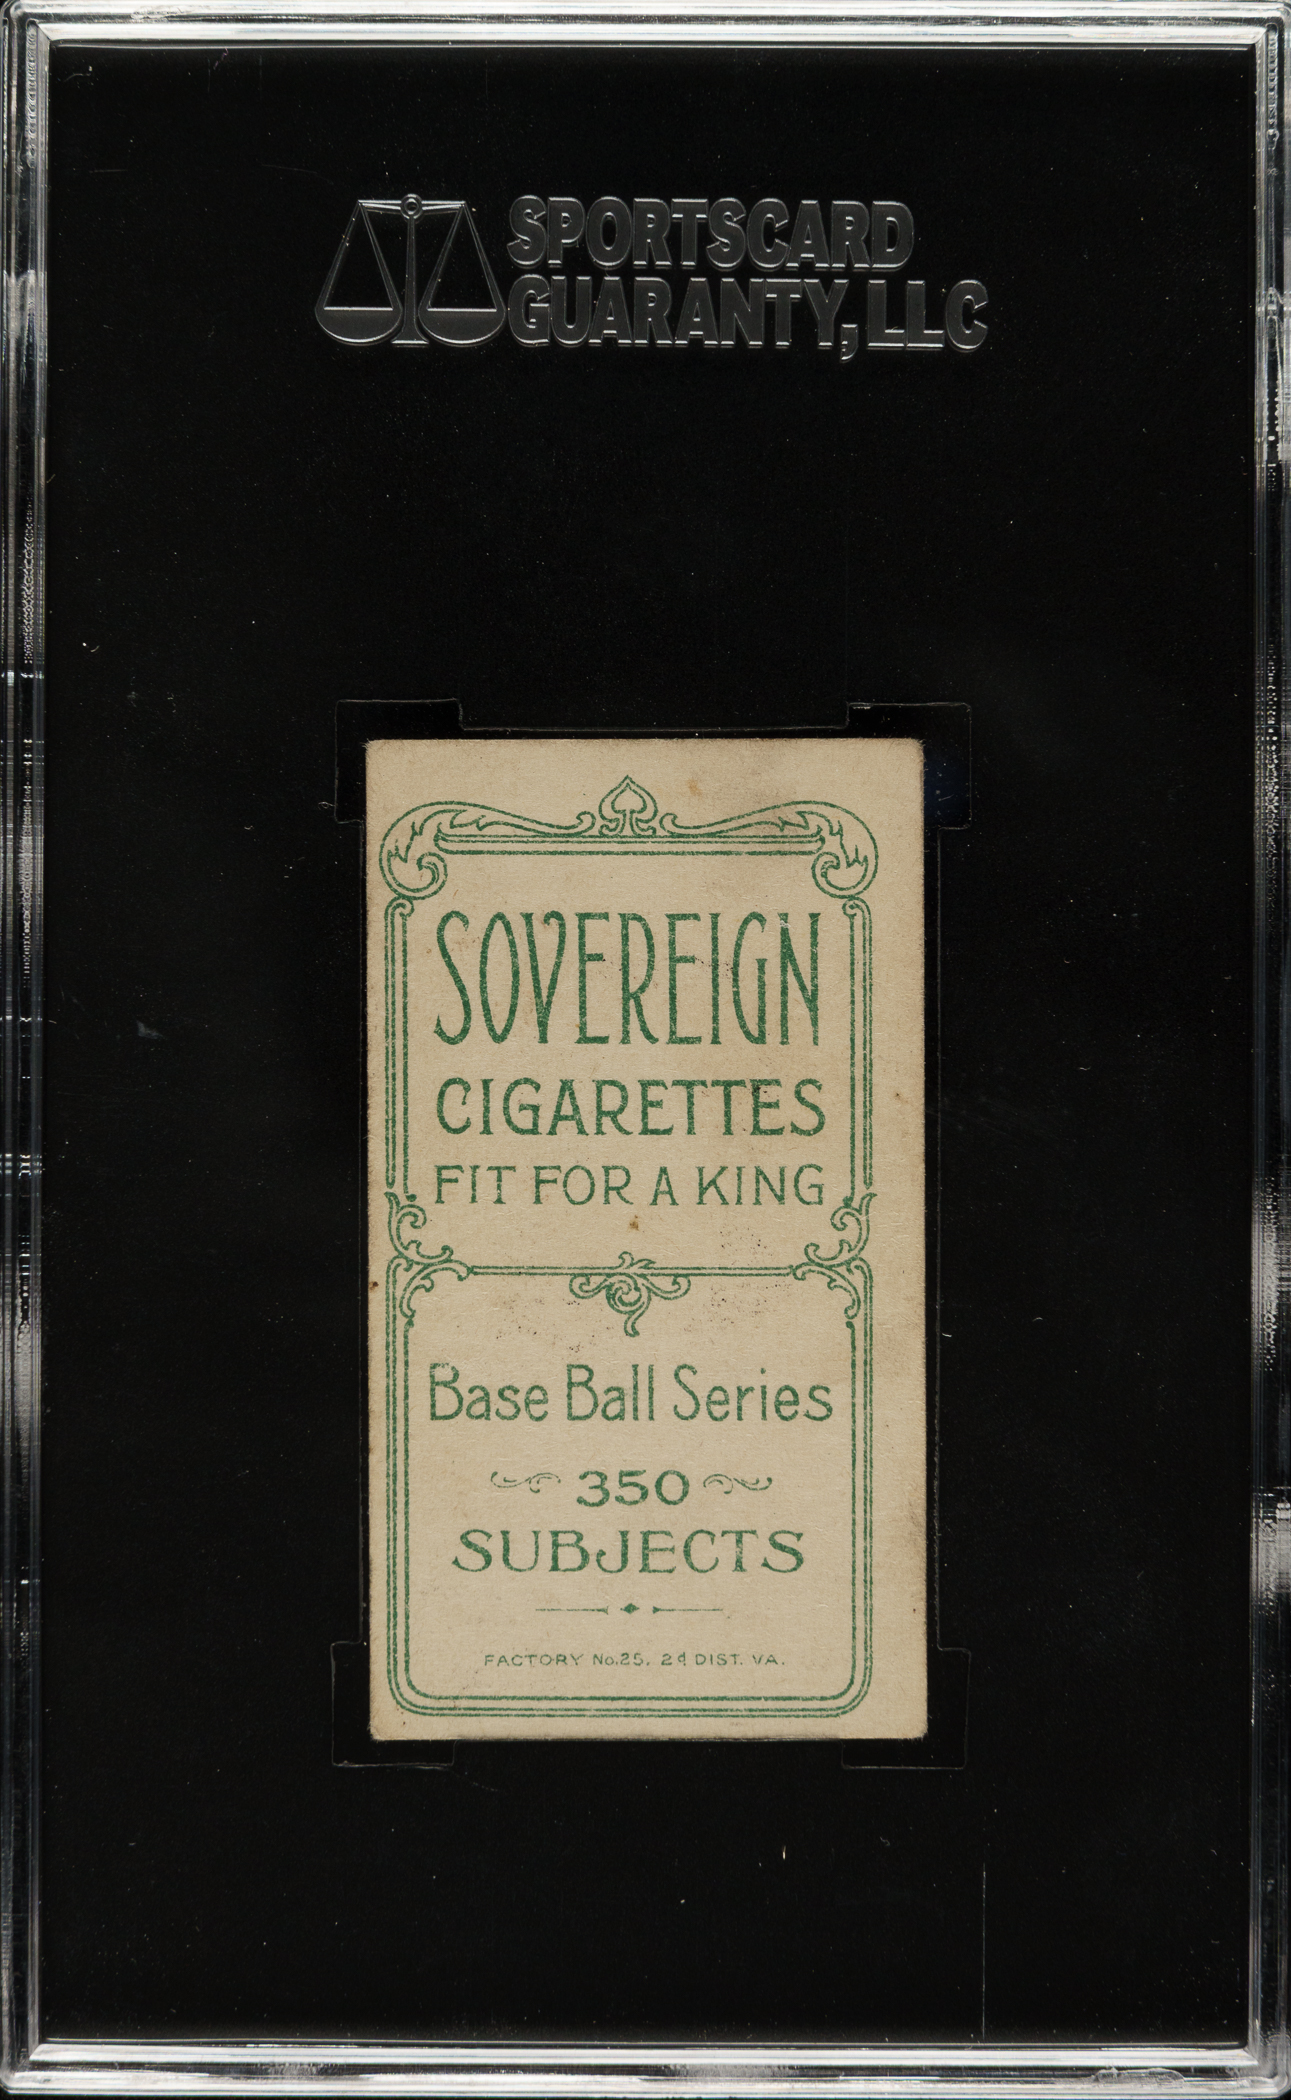 SPORTSCARD
GUARANTY, LLC
SOVEREIGN
CIGARETTES
FIT FOR A KING
Base Ball Series
350
SUBJECTS
FACTORY No. 25. 2d DIST. VA.